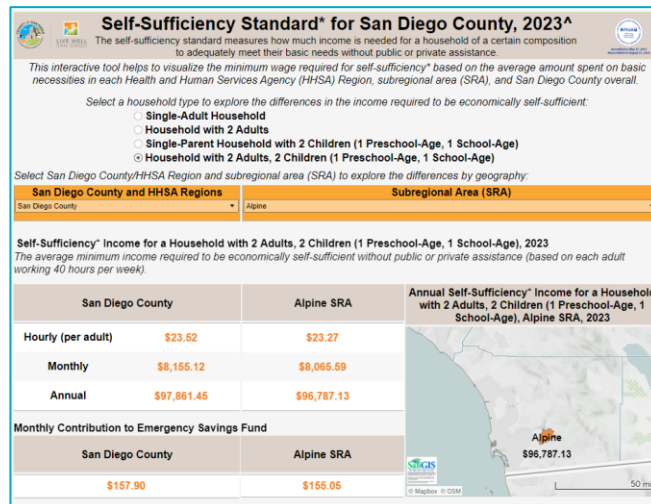 Self-Sufficiency Standard* for San Diego County, 2023^
The self-sufficiency standard measures how much income is needed for a household of a certain composition
to adequately meet their basic needs without public or private assistance.
LIVE WELL
SAN DIEGO
This interactive tool helps to visualize the minimum wage required for self-sufficiency* based on the average amount spent on basic
necessities in each Health and Human Services Agency (HHSA) Region, subregional area (SRA), and San Diego County overall.
Select a household type to explore the differences in the income required to be economically self-sufficient:
Single-Adult Household
Household with 2 Adults
Single-Parent Household with 2 Children (1 Preschool-Age, 1 School-Age)
Household with 2 Adults, 2 Children (1 Preschool-Age, 1 School-Age)
Select San Diego County/HHSA Region and subregional area (SRA) to explore the differences by geography:
San Diego County and HHSA Regions
Subregional Area (SRA)
San Diego County
Alpine
Self-Sufficiency* Income for a Household with 2 Adults, 2 Children (1 Preschool-Age, 1 School-Age), 2023
The average minimum income required to be economically self-sufficient without public or private assistance (based on each adult
working 40 hours per week).
San Diego County Alpine SRA
Hourly (per adult) $23.52 $23.27
Monthly $8,155.12 $8,065.59
Annual $97,861.45 $96,787.13
Annual Self-Sufficiency* Income for a Household
with 2 Adults, 2 Children (1 Preschool-Age, 1
School-Age), Alpine SRA, 2023
Alpine
$96,787.13
SanGIS
© Mapbox © OSM
50 mi
Monthly Contribution to Emergency Savings Fund
San Diego County Alpine SRA
$157.90 $155.05